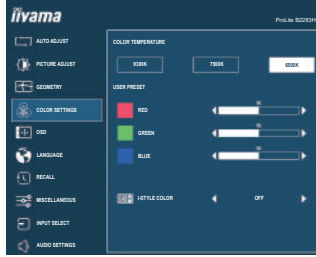 iiyama
ProLite B2283H
AUTO ADJUST
PICTURE ADJUST
GEOMETRY
COLOR SETTINGS
OSD
LANGUAGE
RECALL
MISCELLANEOUS
INPUT SELECT
AUDIO SETTINGS
COLOR TEMPERATURE
9300K 7500K 6500K
USER PRESET
RED
GREEN
BLUE
I-STYLE COLOR OFF